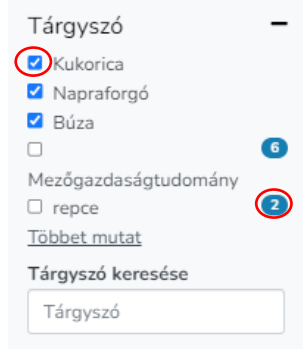 Tárgyszó
Kukorica
Napraforgó
Búza
6
Mezőgazdaságtudomány
repce 2
Többet mutat
Tárgyszó keresése
Tárgyszó